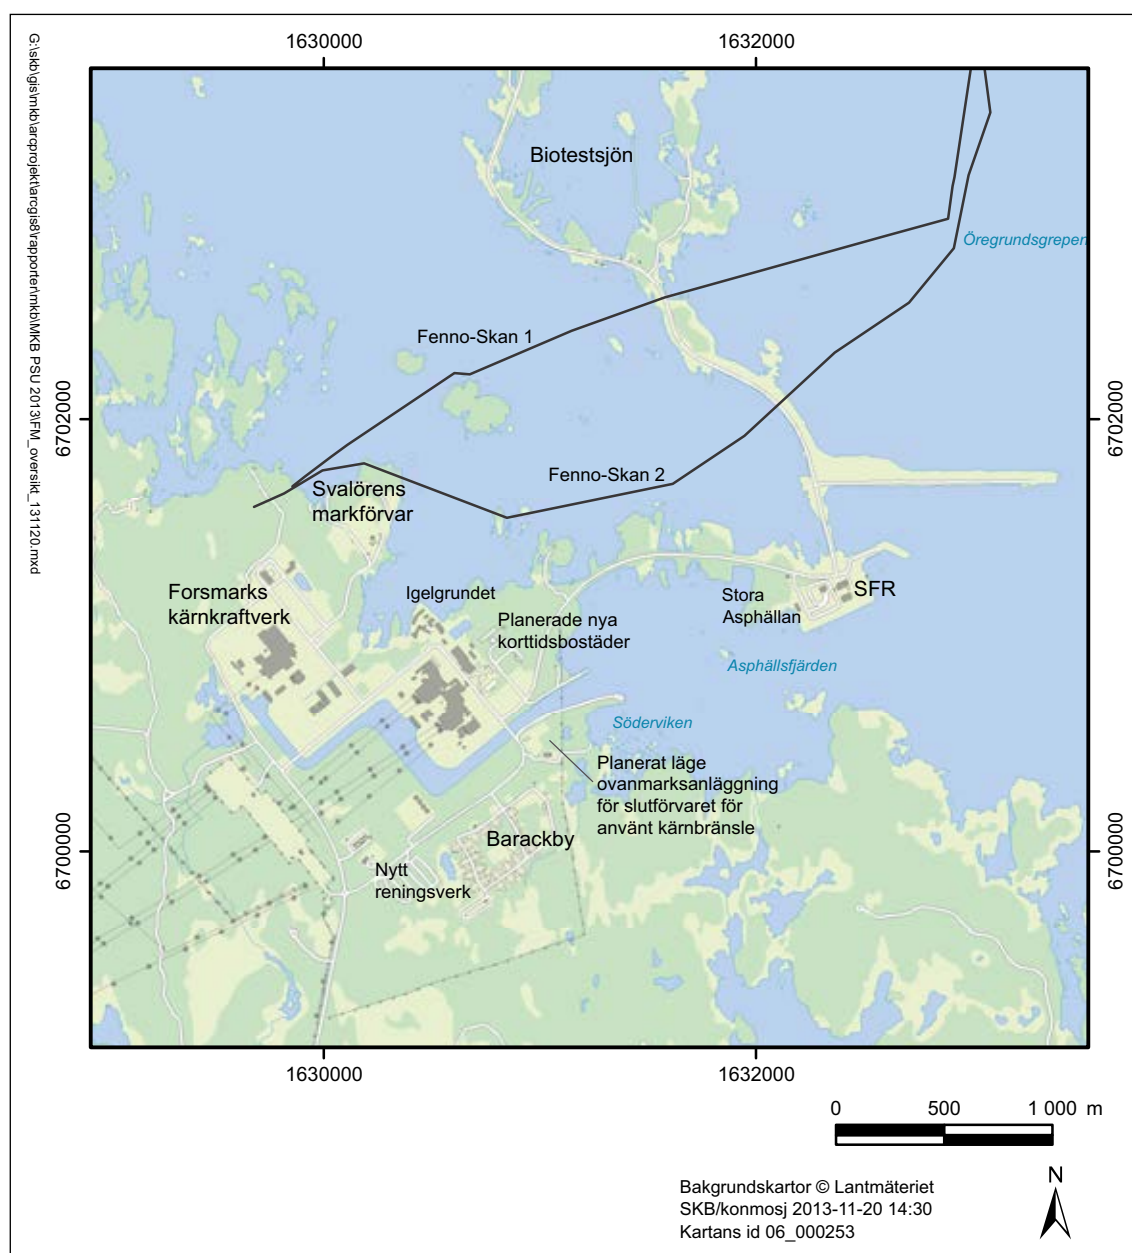 1630000
1632000
G:\skb\gis\mkb\arcprojekt\arcgis8\rapporter\mkb\MKB PSU 2013\FM_oversikt_131120.mxd
Biotestsjön
Öregrundsgrepen
Fenno-Skan 1
6702000
6702000
Fenno-Skan 2
Svalörens
markförvar
Forsmarks
kärnkraftverk
Igelgrundet
Planerade nya
korttidsbostäder
Stora
Asphällan
SFR
Asphällsfjärden
Söderviken
Planerat läge
ovanmarksanläggning
för slutförvaret för
använt kärnbränsle
Barackby
6700000
6700000
Nytt
reningsverk
1630000
1632000
0 500 1 000 m
N
Bakgrundskartor © Lantmäteriet
SKB/konmosj 2013-11-20 14:30
Kartans id 06_000253